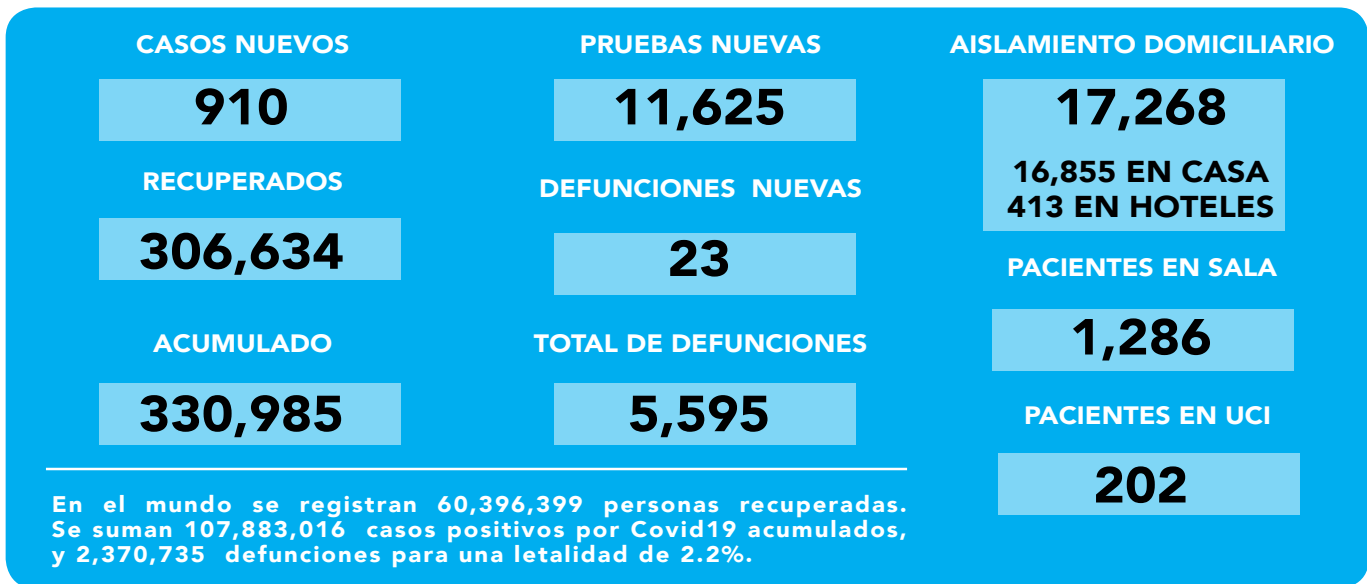 CASOS NUEVOS
910
RECUPERADOS
306,634
ACUMULADO
330,985
PRUEBAS NUEVAS
11,625
DEFUNCIONES NUEVAS
23
TOTAL DE DEFUNCIONES
5,595
AISLAMIENTO DOMICILIARIO
17,268
16,855 EN CASA
413 EN HOTELES
PACIENTES EN SALA
1,286
PACIENTES EN UCI
202
En el mundo se registran 60,396,399 personas recuperadas.
Se suman 107,883,016 casos positivos por Covid19 acumulados,
y 2,370,735 defunciones para una letalidad de 2.2%.